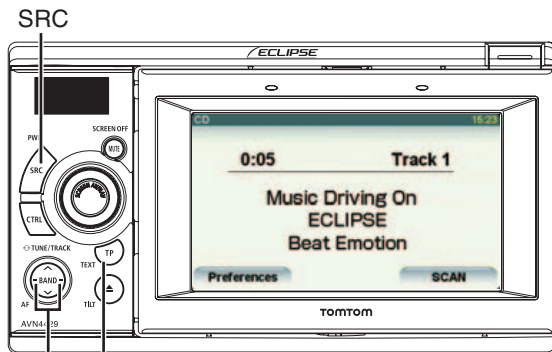 SRC
ECLIPSE
PWR
SCREEN OFF
MUTE
SRC
CTRL
TUNE/TRACK
TEXT
TP
BAND
AF
TILT
AVN4429
CD
15:23
0:05
Track 1
Music Driving On
ECLIPSE
Beat Emotion
Preferences
SCAN
TOMTOM